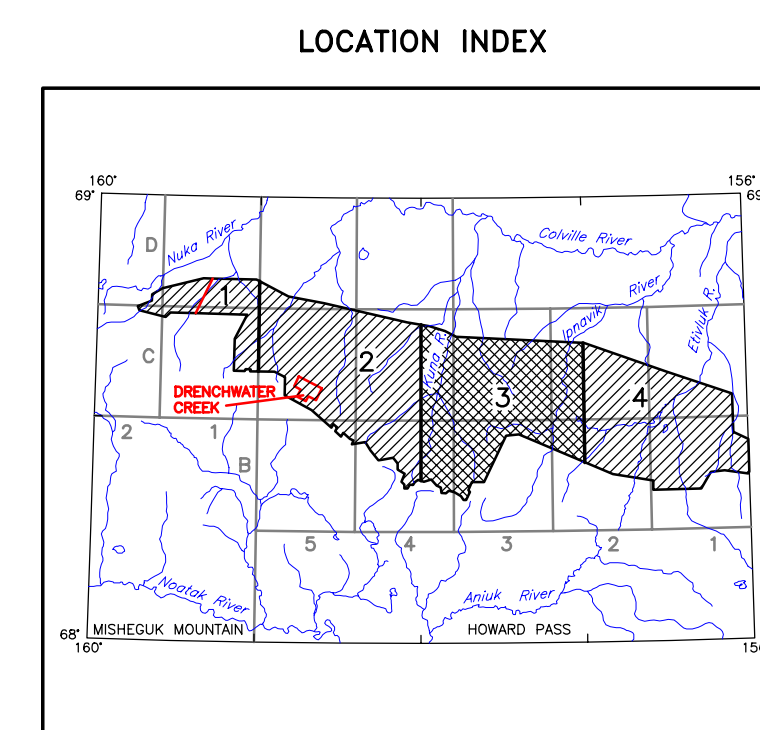 LOCATION INDEX
160°
156°
69°
69
D
Nuka River
Colville River
River
Ipnavik
Etivluk R.
1
C
Kuna R.
2
3
4
DRENCHWATER
CREEK
2
1
B
5
4
3
2
1
Noatak River
Aniuk River
68°
MISHEGUK MOUNTAIN
HOWARD PASS
160°
15